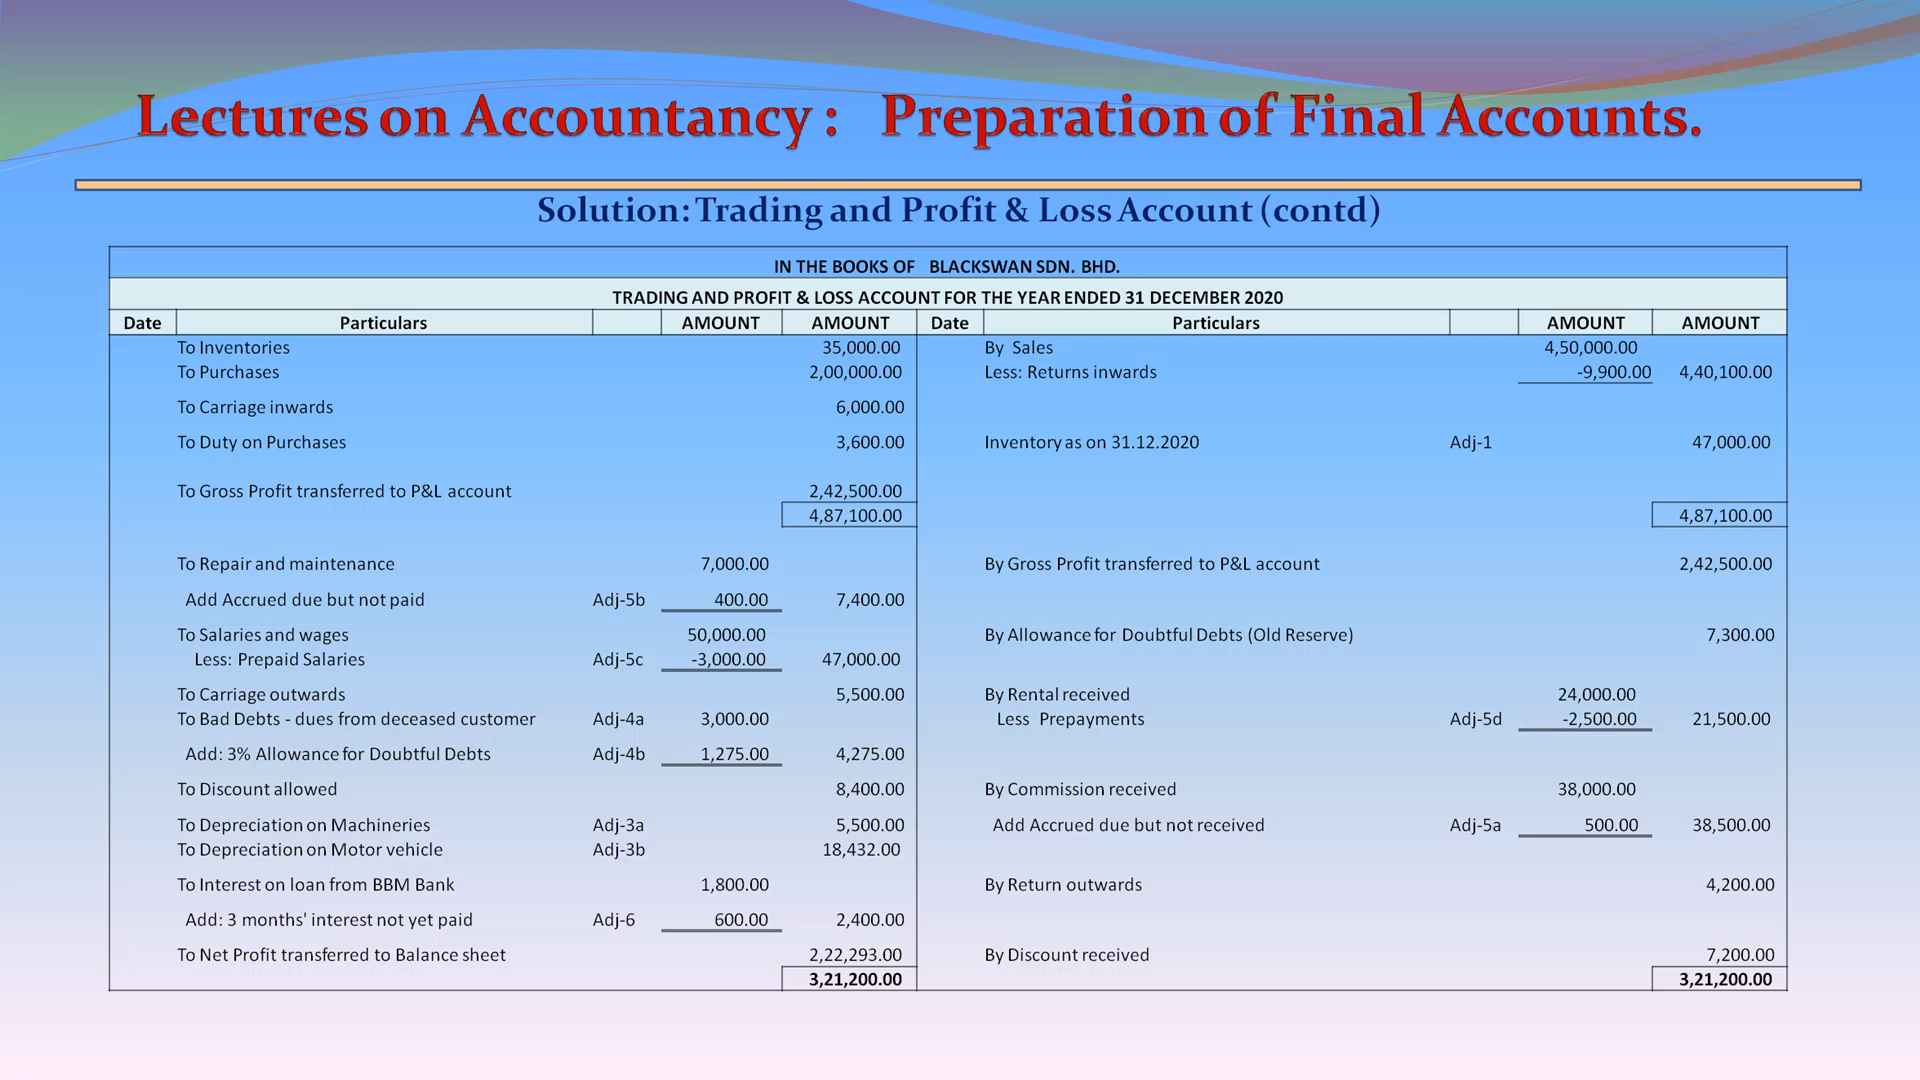 Lectures on Accountancy : Preparation of Final Accounts.
Solution: Trading and Profit & Loss Account (contd)
IN THE BOOKS OF BLACKSWAN SDN. BHD.
TRADING AND PROFIT & LOSS ACCOUNT FOR THE YEAR ENDED 31 DECEMBER 2020
Date Particulars AMOUNT AMOUNT Date Particulars AMOUNT AMOUNT
To Inventories 35,000.00 By Sales 4,50,000.00
To Purchases 2,00,000.00 Less: Returns inwards -9,900.00 4,40,100.00
To Carriage inwards 6,000.00
To Duty on Purchases 3,600.00 Inventory as on 31.12.2020 Adj-1 47,000.00
To Gross Profit transferred to P&L account 2,42,500.00
4,87,100.00 4,87,100.00
To Repair and maintenance 7,000.00 By Gross Profit transferred to P&L account 2,42,500.00
Add Accrued due but not paid Adj-5b 400.00 7,400.00
To Salaries and wages 50,000.00 By Allowance for Doubtful Debts (Old Reserve) 7,300.00
Less: Prepaid Salaries Adj-5c -3,000.00 47,000.00
To Carriage outwards 5,500.00 By Rental received 24,000.00
To Bad Debts - dues from deceased customer Adj-4a 3,000.00 Less Prepayments Adj-5d -2,500.00 21,500.00
Add: 3% Allowance for Doubtful Debts Adj-4b 1,275.00 4,275.00
To Discount allowed 8,400.00 By Commission received 38,000.00
To Depreciation on Machineries Adj-3a 5,500.00 Add Accrued due but not received Adj-5a 500.00 38,500.00
To Depreciation on Motor vehicle Adj-3b 18,432.00
To Interest on loan from BBM Bank 1,800.00 By Return outwards 4,200.00
Add: 3 months' interest not yet paid Adj-6 600.00 2,400.00
To Net Profit transferred to Balance sheet 2,22,293.00 By Discount received 7,200.00
3,21,200.00 3,21,200.00